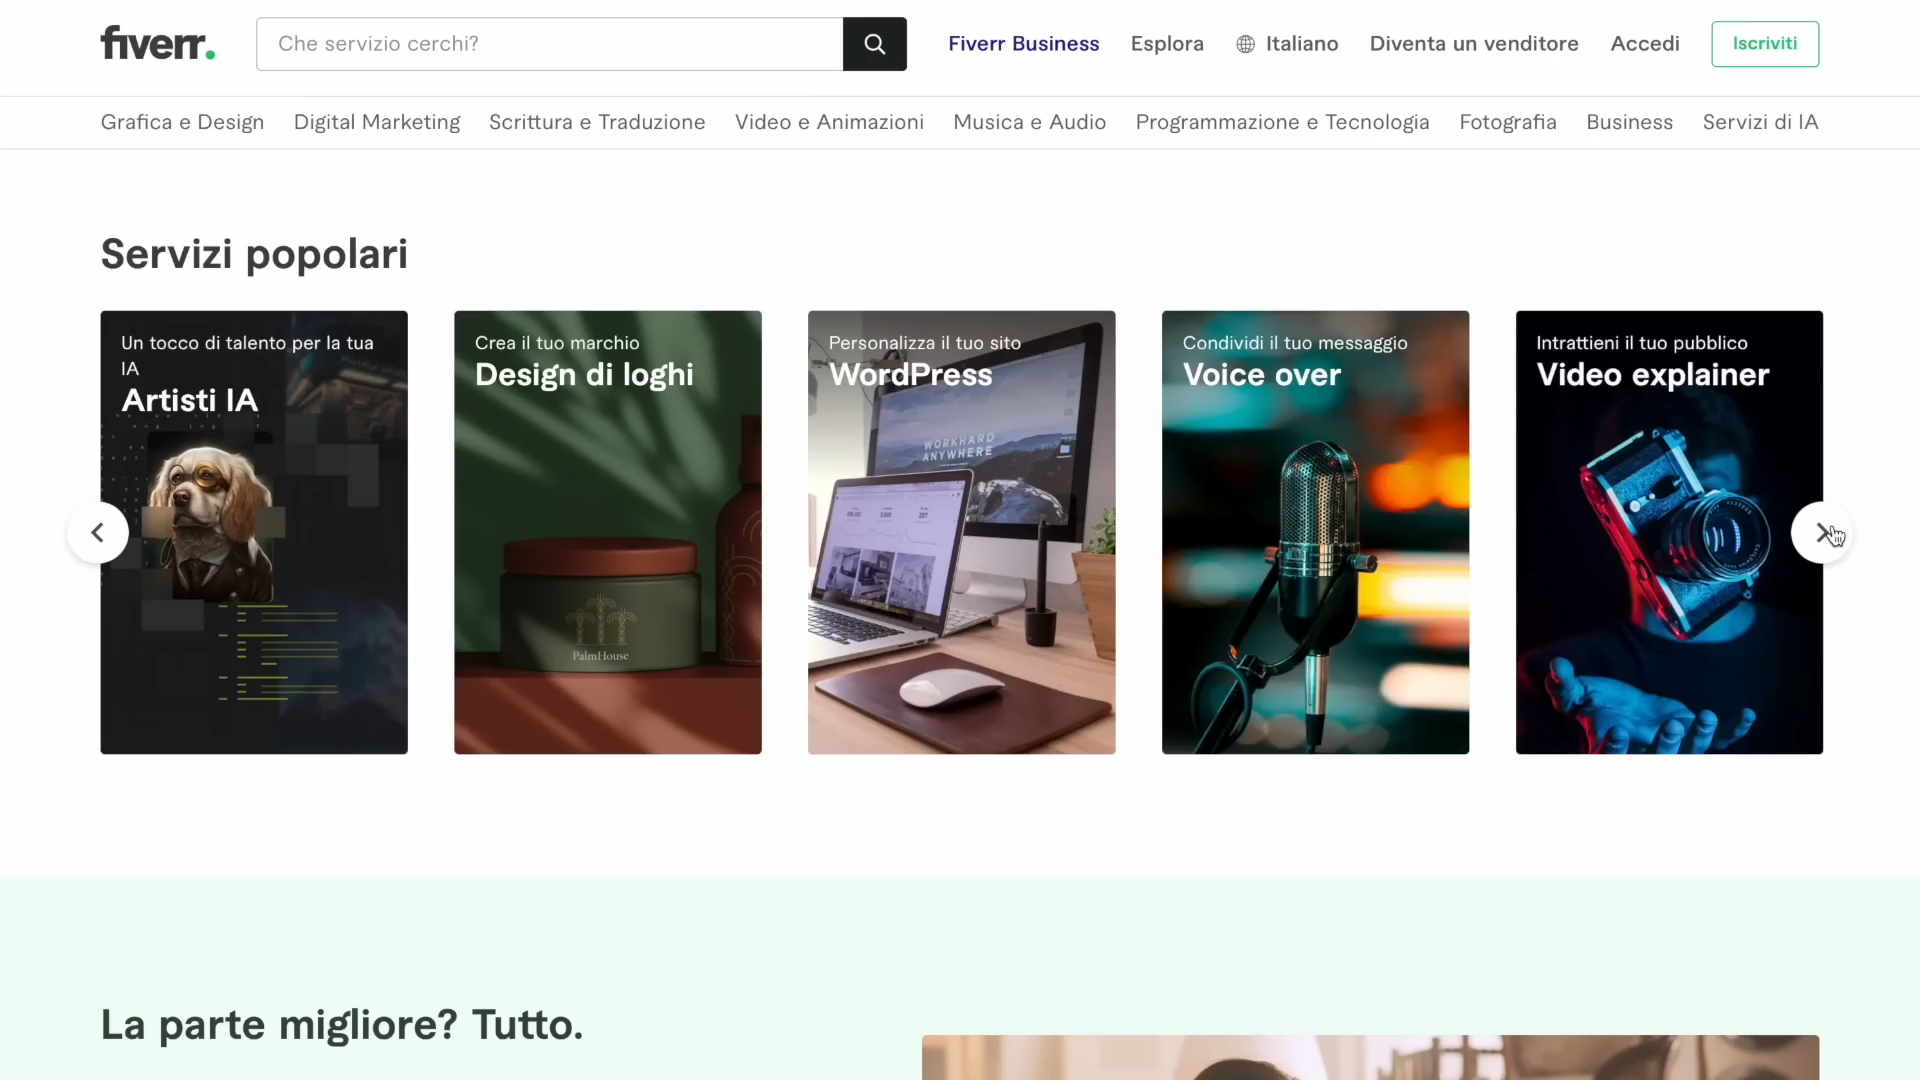 fiverr.
Che servizio cerchi?
Fiverr Business
Esplora
Italiano
Diventa un venditore
Accedi
Iscriviti
Grafica e Design
Digital Marketing
Scrittura e Traduzione
Video e Animazioni
Musica e Audio
Programmazione e Tecnologia
Fotografia
Business
Servizi di IA
Servizi popolari
Un tocco di talento per la tua
IA
Artisti IA
Crea il tuo marchio
Design di loghi
PalmHouse
Personalizza il tuo sito
WordPress
WORKHARD
ANYWHERE
Condividi il tuo messaggio
Voice over
Intrattieni il tuo pubblico
Video explainer
La parte migliore? Tutto.